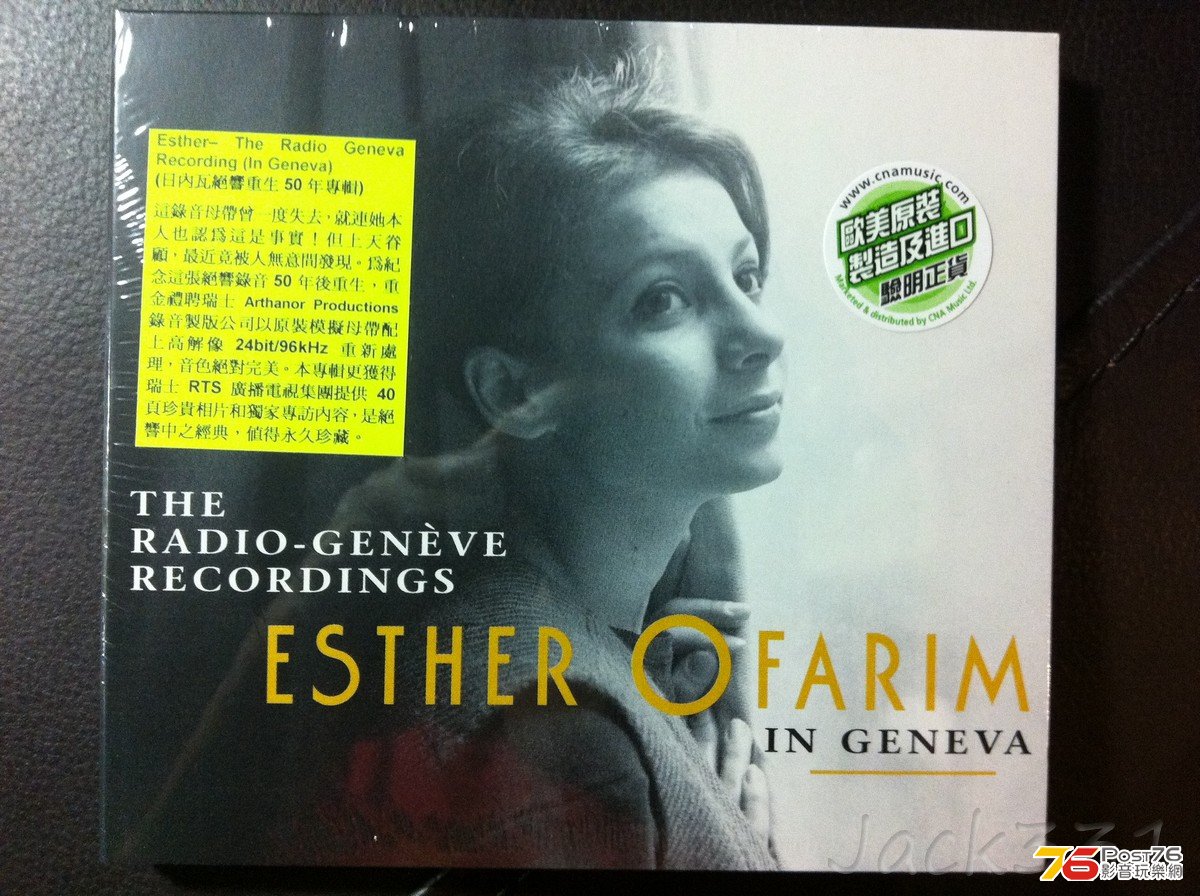 Esther– The Radio Geneva
Recording (In Geneva)
(日內瓦絕響重生 50 年專輯)
這錄音母帶曾一度失去，就連她本
人也認爲這是事實！但上天眷
顧，最近竟被人無意間發現。爲紀
念這張絕響錄音 50 年後重生，重
金禮聘瑞士 Arthanor Productions
錄音製版公司以原裝模擬母帶配
上高解像 24bit/96kHz 重新處
理，音色絕對完美。本專輯更獲得
瑞士 RTS 廣播電視集團提供 40
頁珍貴相片和獨家專訪內容，是絕
響中之經典，值得永久珍藏。
www.cnamusic.com
歐美原裝
製造及進口
驗明正貨
Marketed & distributed by CNA Music Ltd.
THE
RADIO-GENÈVE
RECORDINGS
ESTHER OFARIM
IN GENEVA
Jack331
76 Post76
影音玩樂網